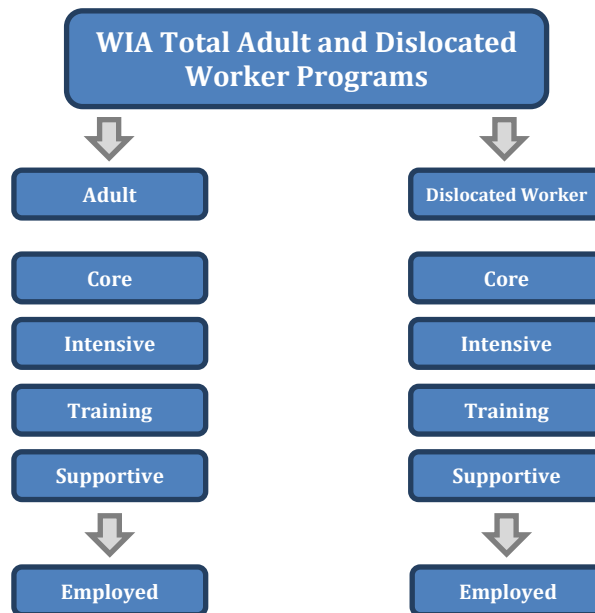 WIA Total Adult and Dislocated
Worker Programs
Adult
Dislocated Worker
Core
Core
Intensive
Intensive
Training
Training
Supportive
Supportive
Employed
Employed